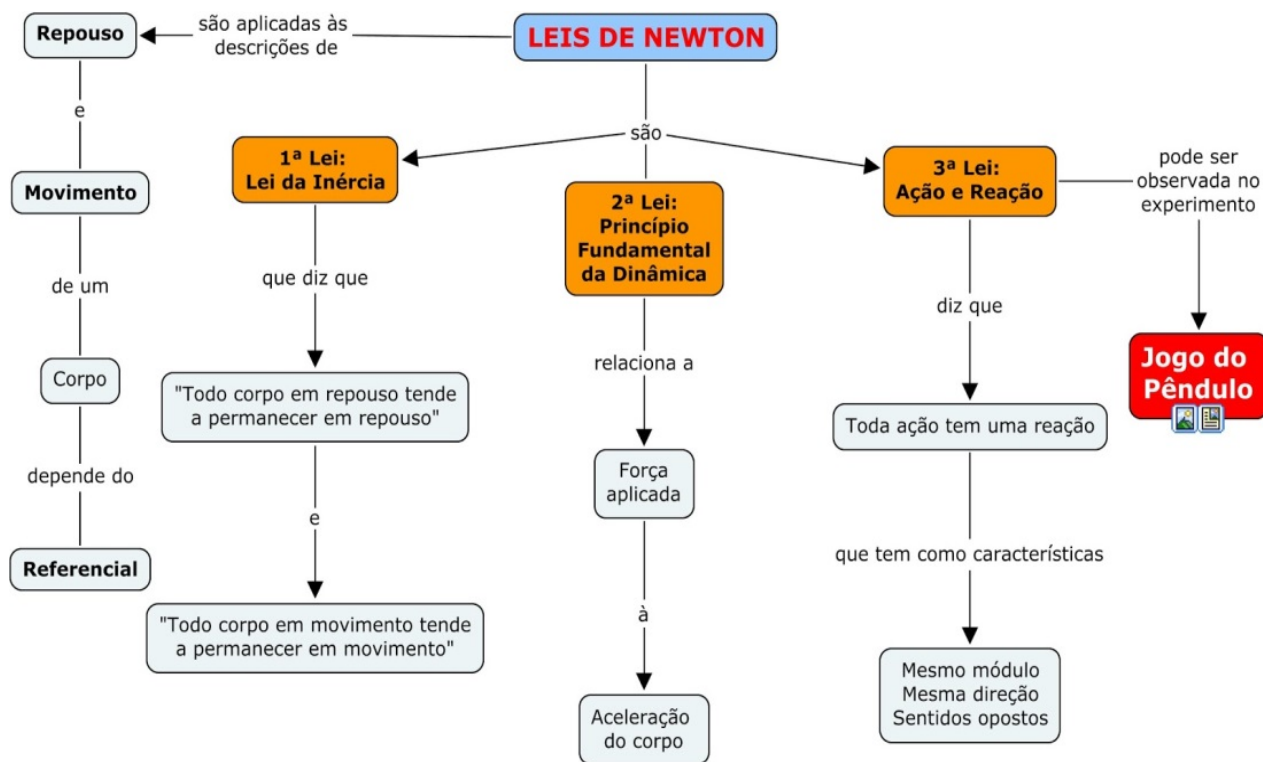 LEIS DE NEWTON
são aplicadas às
descrições de
Repouso
e
Movimento
de um
Corpo
depende do
Referencial
são
1ª Lei:
Lei da Inércia
que diz que
"Todo corpo em repouso tende
a permanecer em repouso"
e
"Todo corpo em movimento tende
a permanecer em movimento"
2ª Lei:
Princípio
Fundamental
da Dinâmica
relaciona a
Força
aplicada
à
Aceleração
do corpo
3ª Lei:
Ação e Reação
diz que
Toda ação tem uma reação
que tem como características
Mesmo módulo
Mesma direção
Sentidos opostos
pode ser
observada no
experimento
Jogo do
Pêndulo